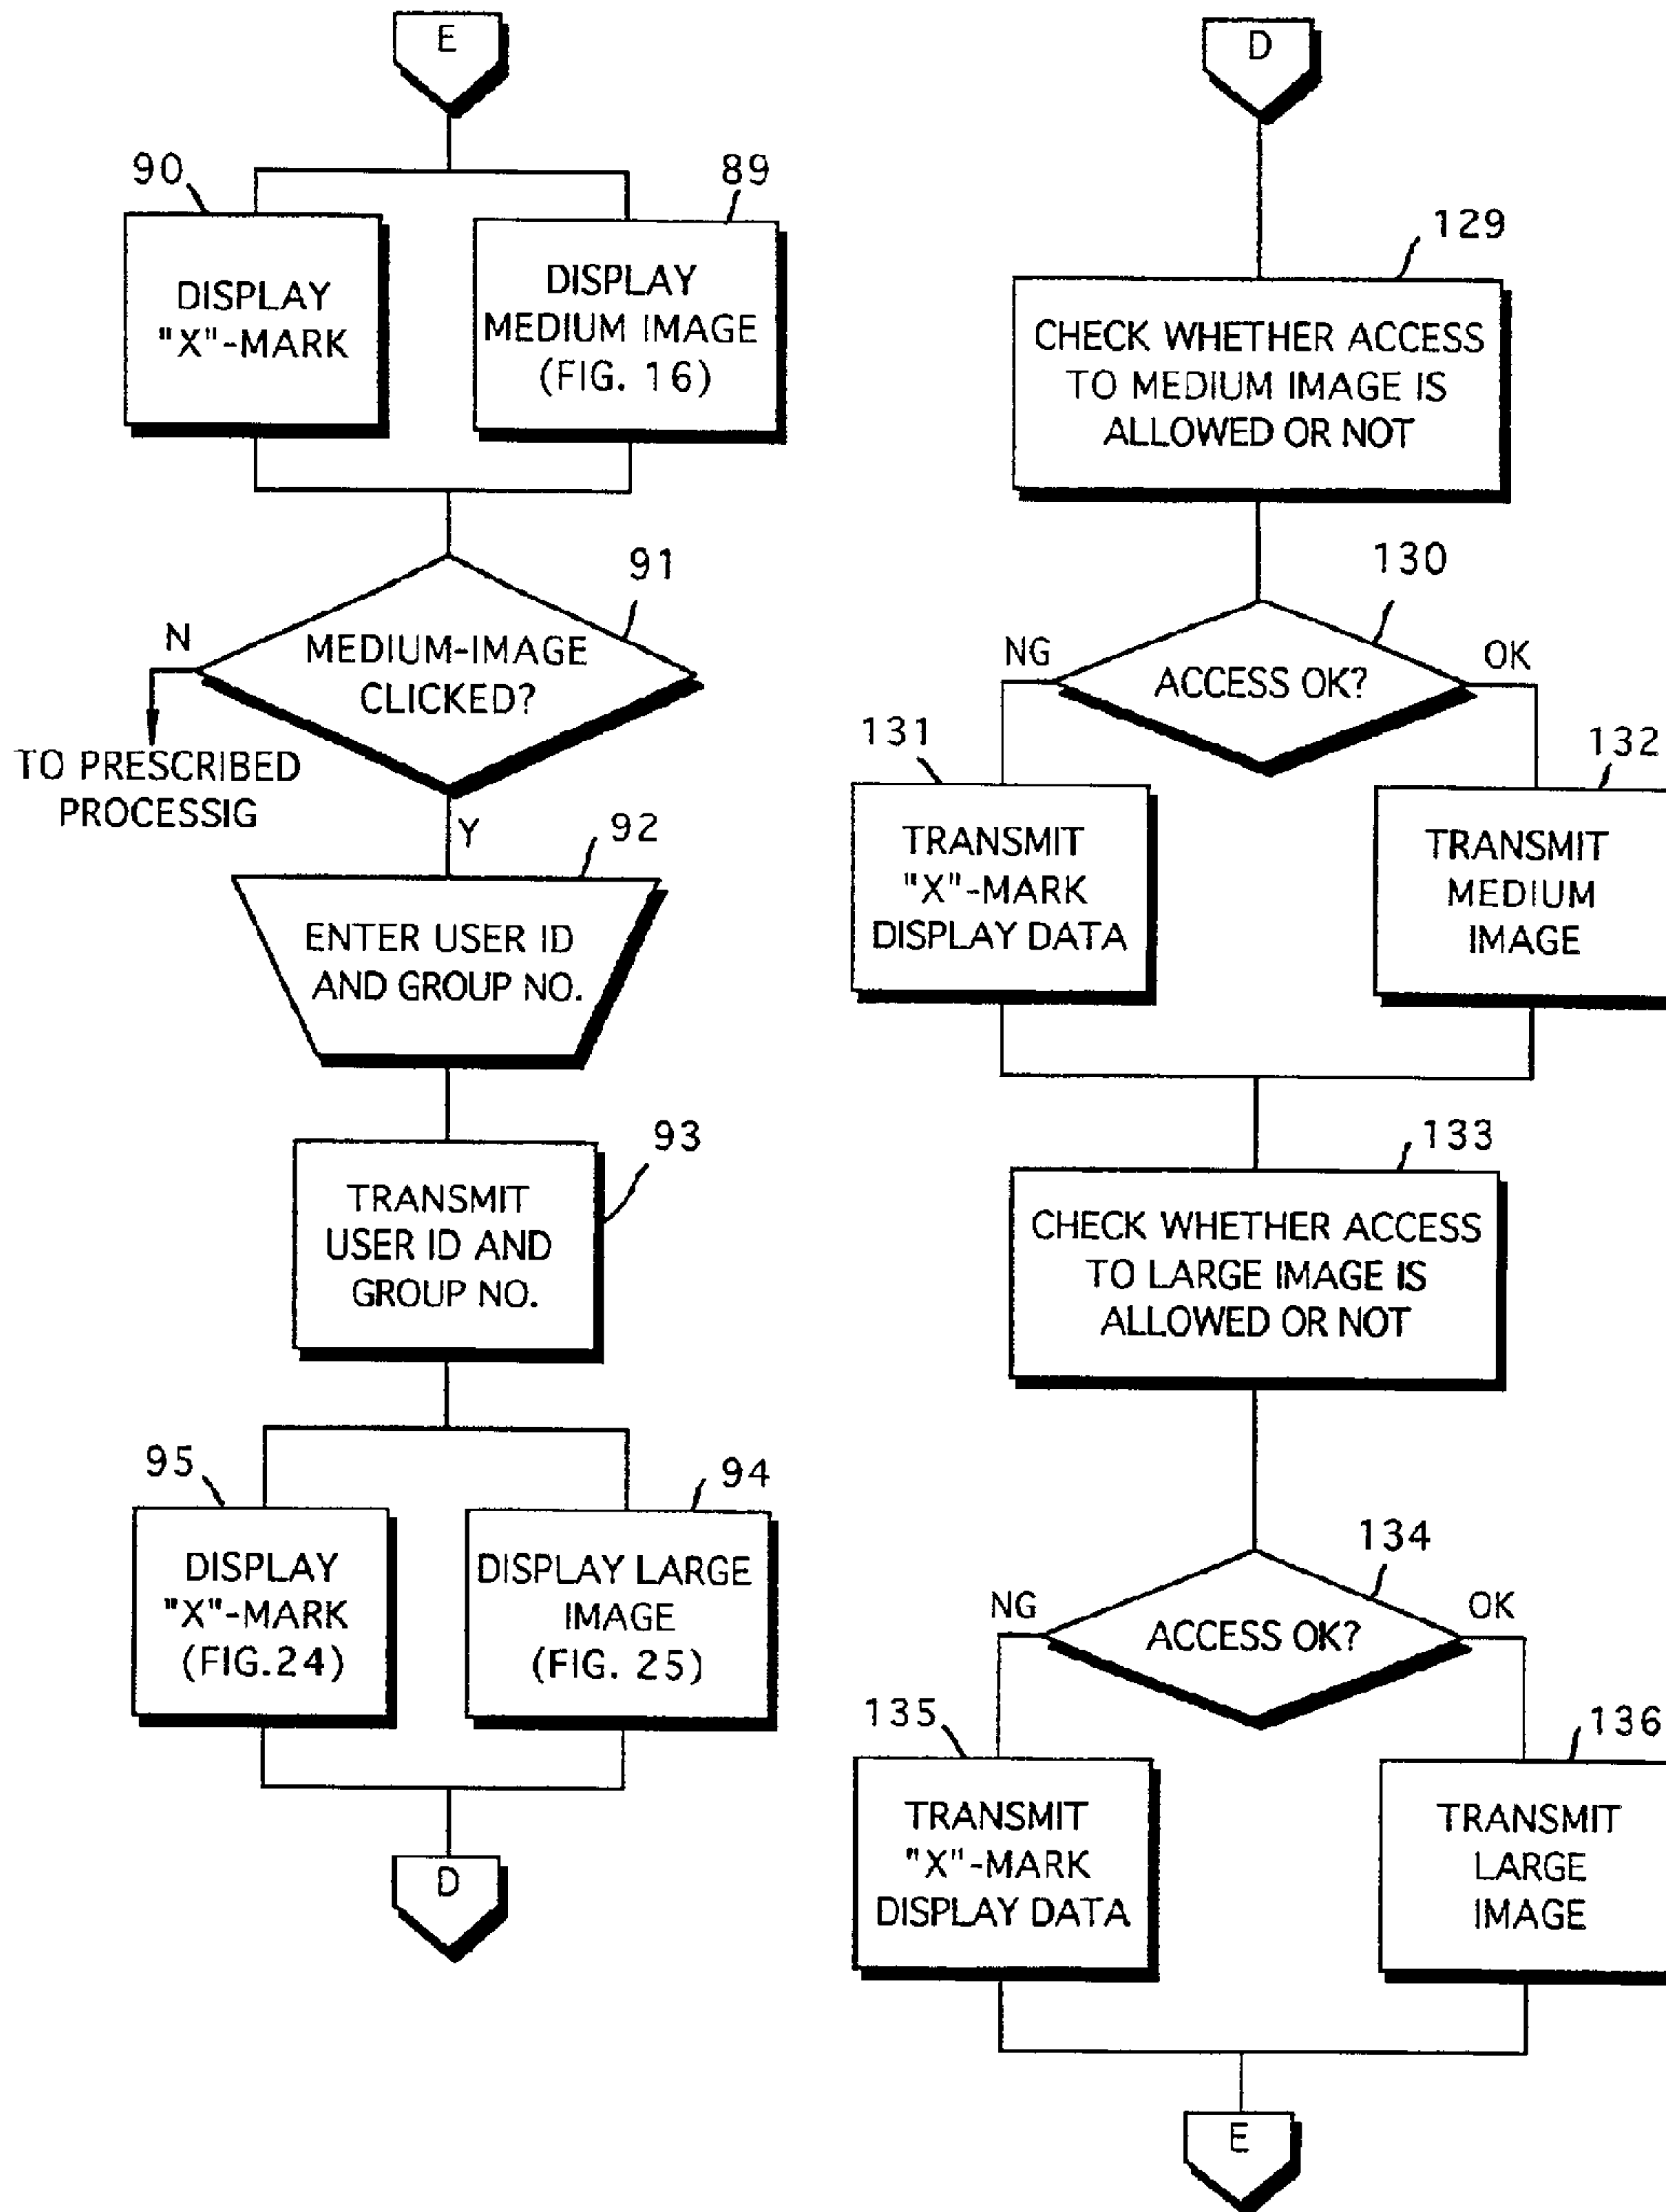 E
90
89
DISPLAY
"X"-MARK
DISPLAY
MEDIUM IMAGE
(FIG. 16)
91
N
MEDIUM-IMAGE
CLICKED?
TO PRESCRIBED
PROCESSIG
Y
92
ENTER USER ID
AND GROUP NO.
93
TRANSMIT
USER ID AND
GROUP NO.
95
94
DISPLAY
"X"-MARK
(FIG.24)
DISPLAY LARGE
IMAGE
(FIG. 25)
D
D
129
CHECK WHETHER ACCESS
TO MEDIUM IMAGE IS
ALLOWED OR NOT
130
NG
ACCESS OK?
OK
131
132
TRANSMIT
"X"-MARK
DISPLAY DATA
TRANSMIT
MEDIUM
IMAGE
133
CHECK WHETHER ACCESS
TO LARGE IMAGE IS
ALLOWED OR NOT
134
NG
ACCESS OK?
OK
135
136
TRANSMIT
"X"-MARK
DISPLAY DATA
TRANSMIT
LARGE
IMAGE
E